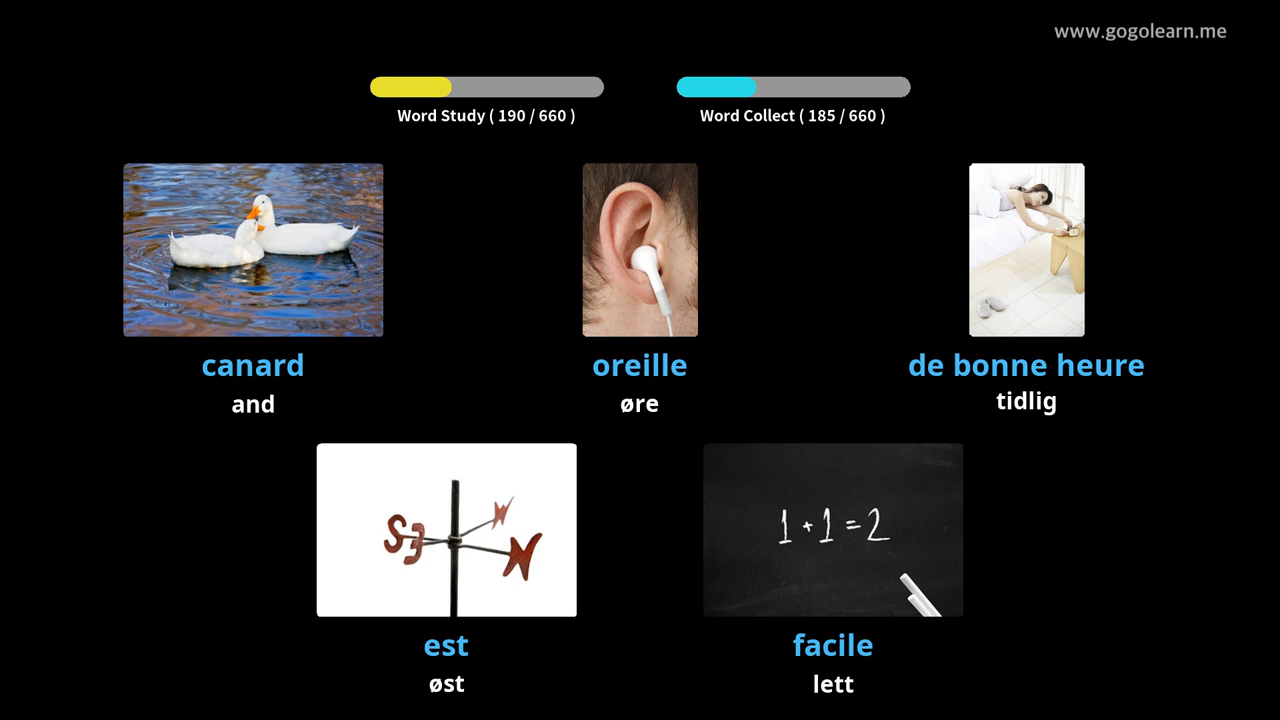 www.gogolearn.me
Word Study ( 190 / 660 )
Word Collect ( 185 / 660 )
canard
and
oreille
øre
de bonne heure
tidlig
S
E
N
1 + 1 = 2
est
øst
facile
lett